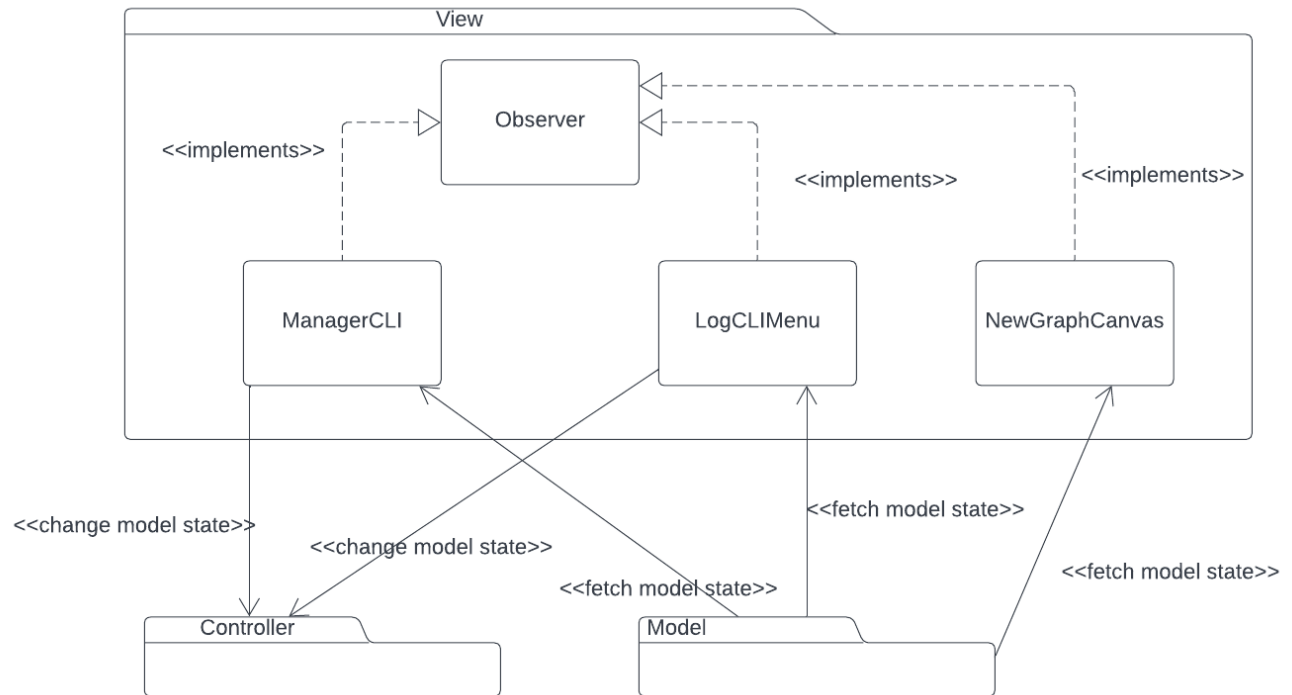 View
Observer
<<implements>>
<<implements>>
<<implements>>
ManagerCLI
LogCLIMenu
NewGraphCanvas
<<change model state>>
<<fetch model state>>
<<change model state>>
<<fetch model state>>
<<fetch model state>>
Controller
Model